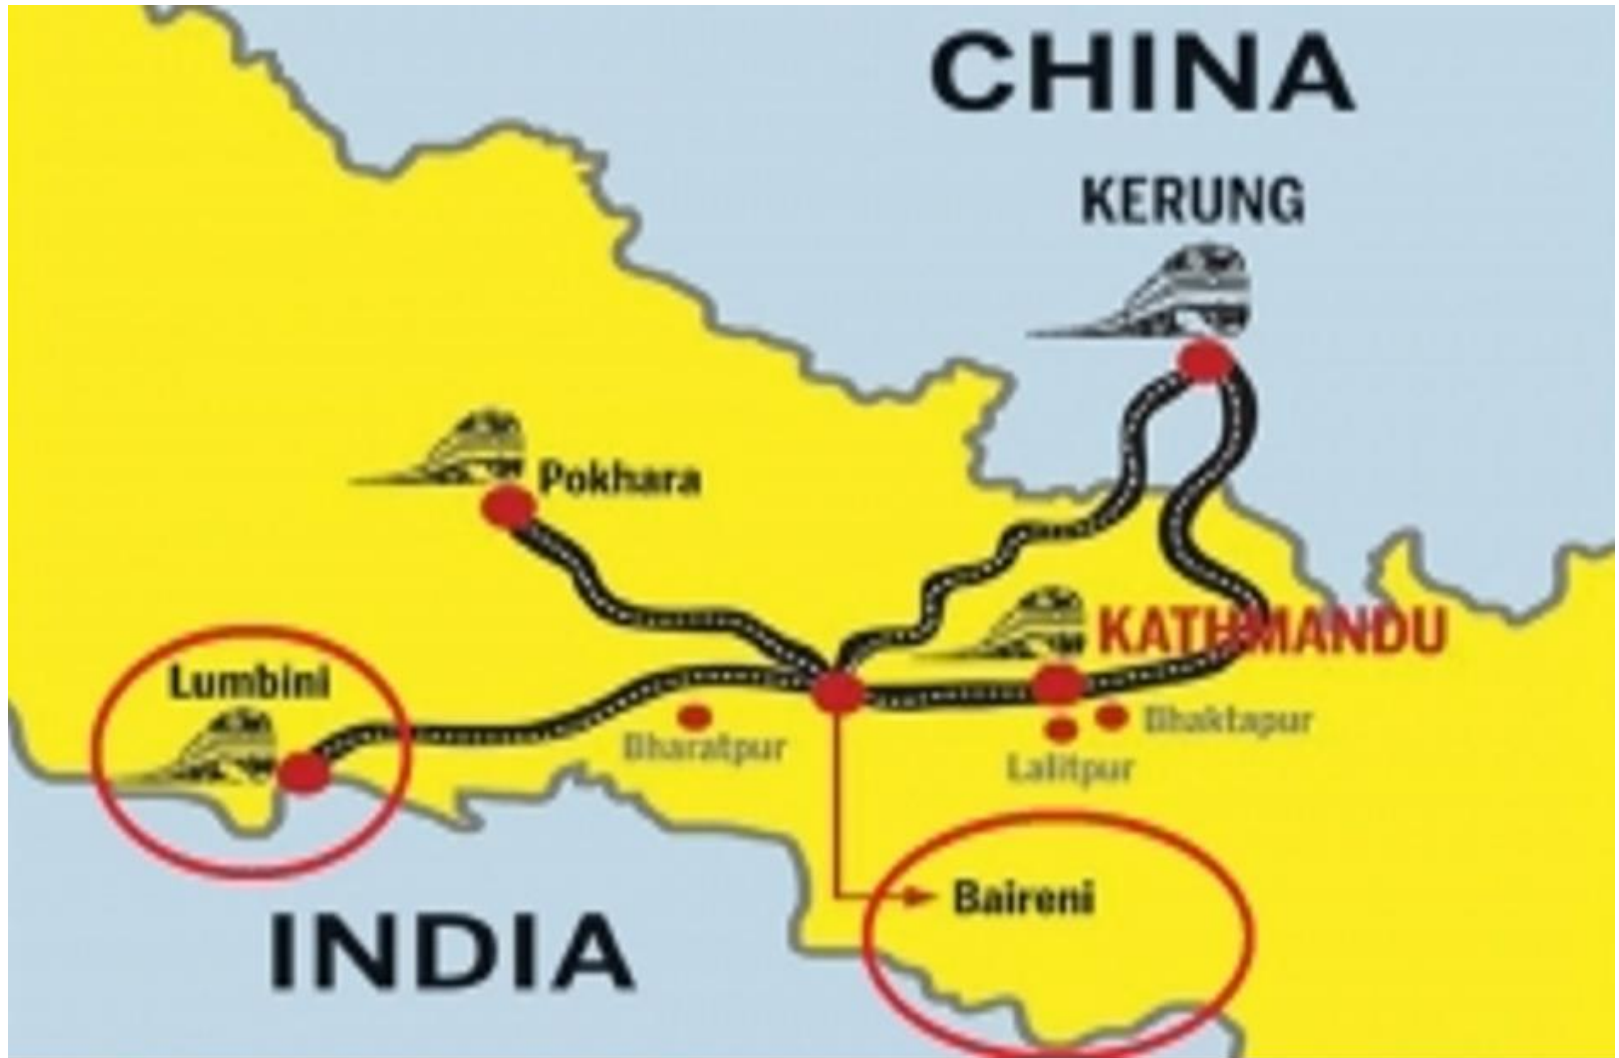 CHINA
KERUNG
Pokhara
KATHMANDU
Lumbini
Bharatpur
Bhaktapur
Lalitpur
Baireni
INDIA